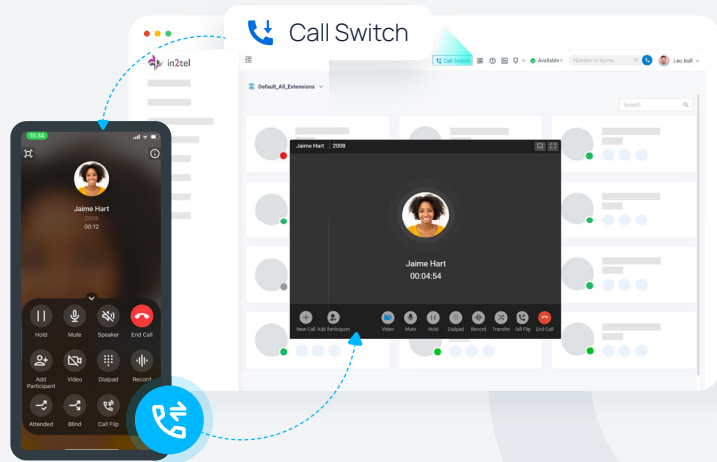 Call Switch
in2tel
Call Switch
Available
Number or Name...
Leo Ball
Default_All_Extensions
Search
10:34
Jaime Hart
2008
00:12
Hold
Mute
Speaker
End Call
Add
Participant
Video
Dialpad
Record
Attended
Blind
Call Flip
Jaime Hart 2008
Jaime Hart
00:04:54
New Call Add Participant Video Mute Hold Dialpad Record Transfer Call Flip End Call